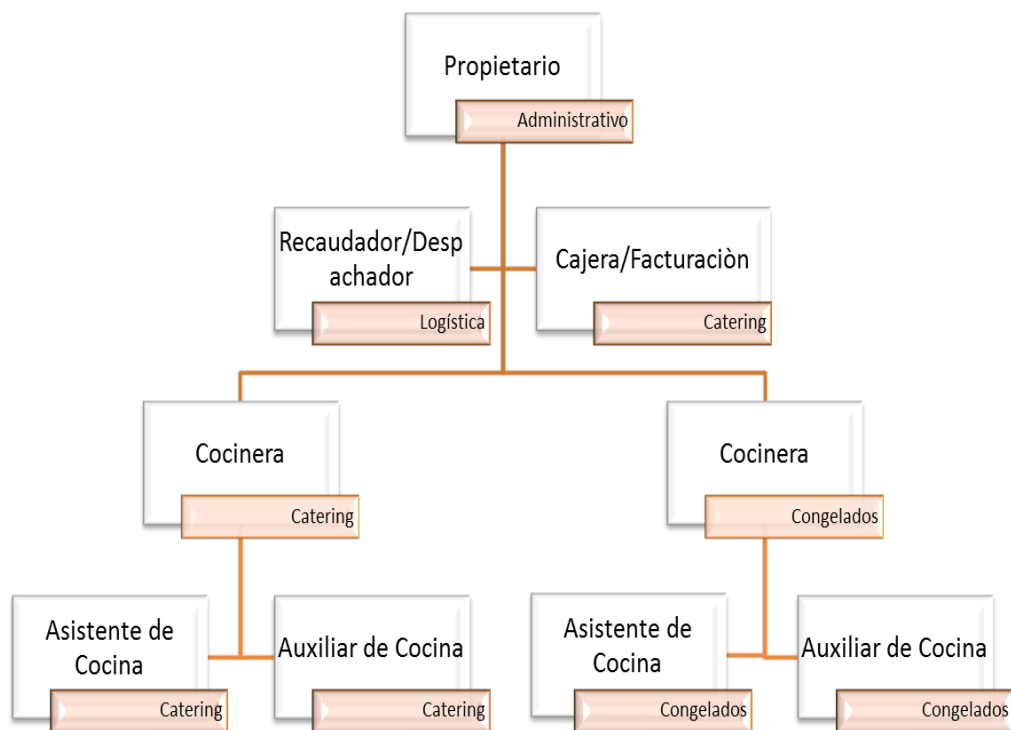 Propietario
Administrativo
Recaudador/Desp
achador
Logística
Cajera/Facturaciòn
Catering
Cocinera
Catering
Cocinera
Congelados
Asistente de
Cocina
Catering
Auxiliar de Cocina
Catering
Asistente de
Cocina
Congelados
Auxiliar de Cocina
Congelados